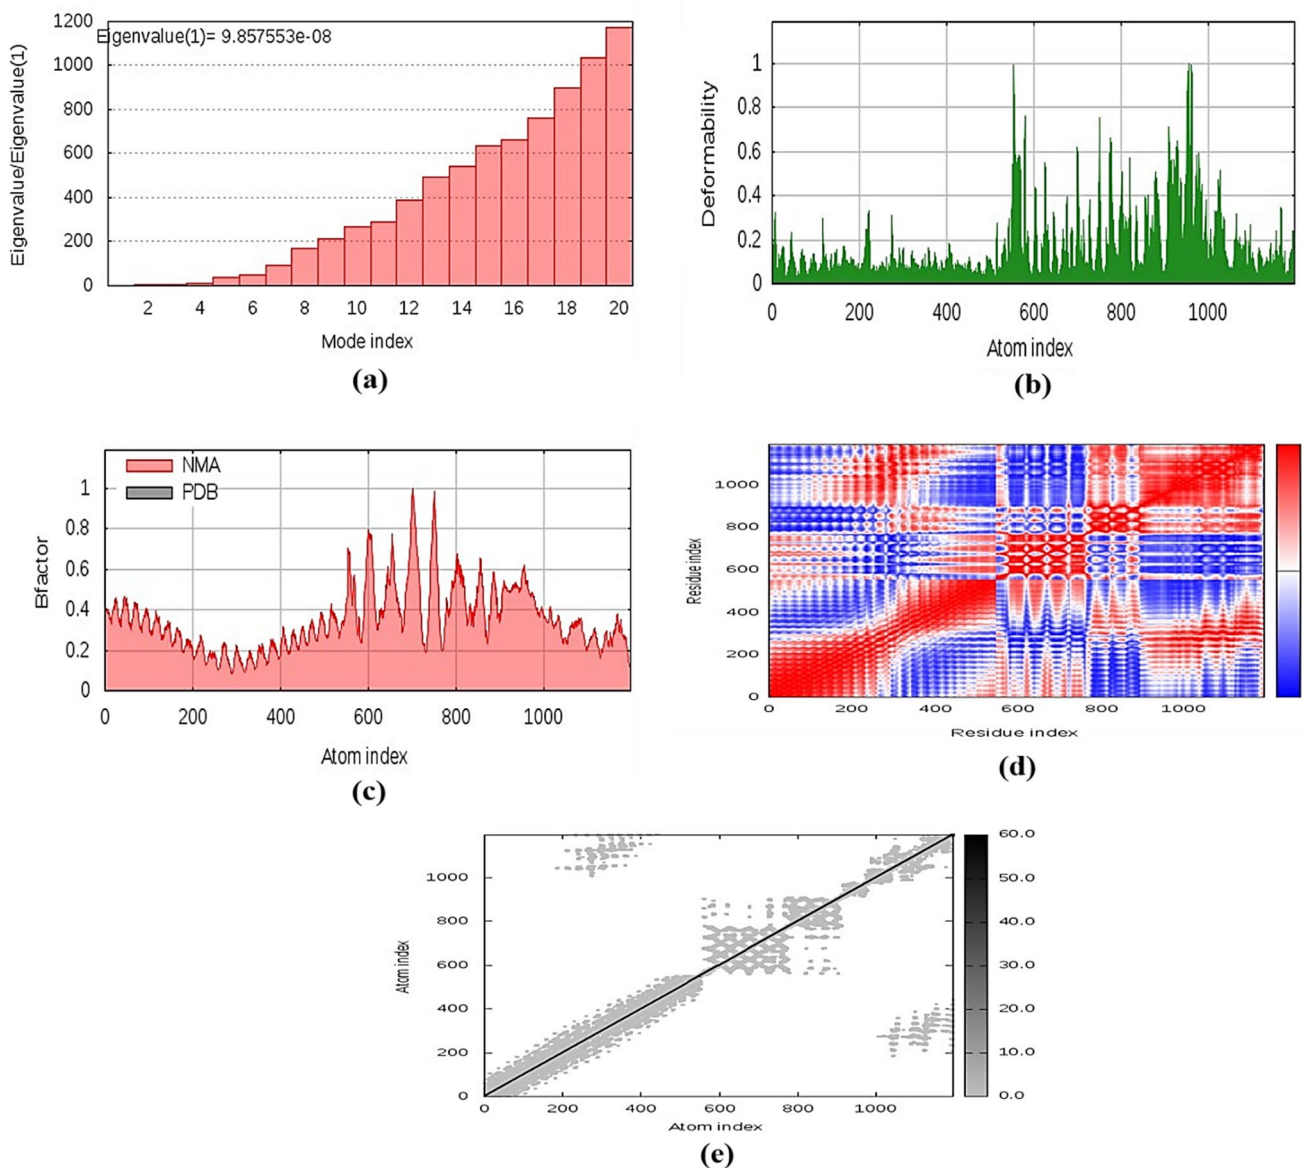 Eigenvalue/Eigenvalue(1)
1200
1000
800
600
400
200
0
Eigenvalue(1)= 9.857553e-08
2 4 6 8 10 12 14 16 18 20
Mode index
(a)
Deformability
1
0.8
0.6
0.4
0.2
0
0 200 400 600 800 1000
Atom index
(b)
Bfactor
NMA
PDB
1
0.8
0.6
0.4
0.2
0
0 200 400 600 800 1000
Atom index
(c)
Residue index
1000
800
600
400
200
0
0 200 400 600 800 1000
Residue index
(d)
Atom index
1000
800
600
400
200
0
0 200 400 600 800 1000
Atom index
60.0
50.0
40.0
30.0
20.0
10.0
0.0
(e)